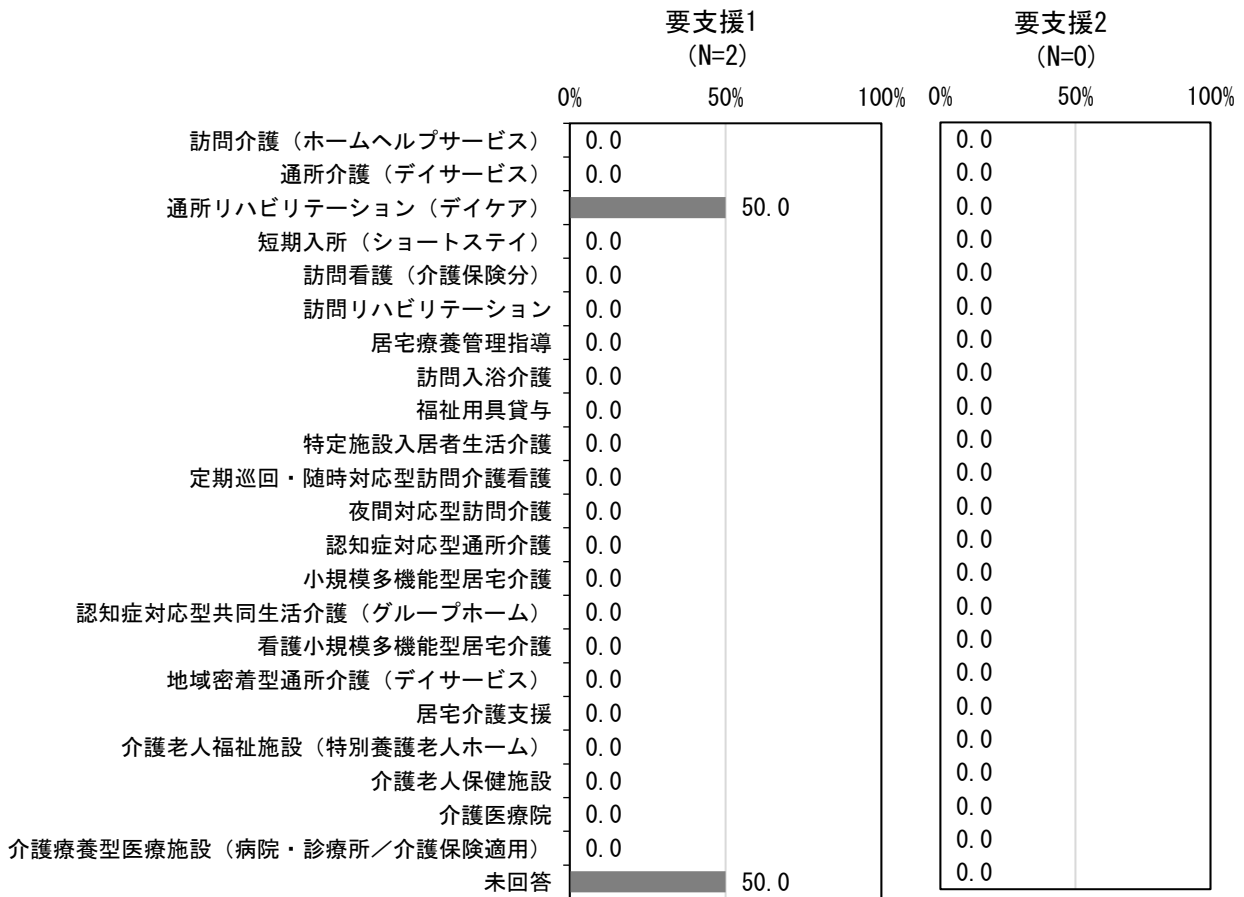 要支援1 要支援2
(N=2) (N=0)
0% 50% 100% 0% 50% 100%
訪問介護（ホームヘルプサービス） 0.0 0.0
通所介護（デイサービス） 0.0 0.0
通所リハビリテーション（デイケア） 50.0 0.0
短期入所（ショートステイ） 0.0 0.0
訪問看護（介護保険分） 0.0 0.0
訪問リハビリテーション 0.0 0.0
居宅療養管理指導 0.0 0.0
訪問入浴介護 0.0 0.0
福祉用具貸与 0.0 0.0
特定施設入居者生活介護 0.0 0.0
定期巡回・随時対応型訪問介護看護 0.0 0.0
夜間対応型訪問介護 0.0 0.0
認知症対応型通所介護 0.0 0.0
小規模多機能型居宅介護 0.0 0.0
認知症対応型共同生活介護（グループホーム） 0.0 0.0
看護小規模多機能型居宅介護 0.0 0.0
地域密着型通所介護（デイサービス） 0.0 0.0
居宅介護支援 0.0 0.0
介護老人福祉施設（特別養護老人ホーム） 0.0 0.0
介護老人保健施設 0.0 0.0
介護医療院 0.0 0.0
介護療養型医療施設（病院・診療所／介護保険適用） 0.0 0.0
未回答 50.0 0.0